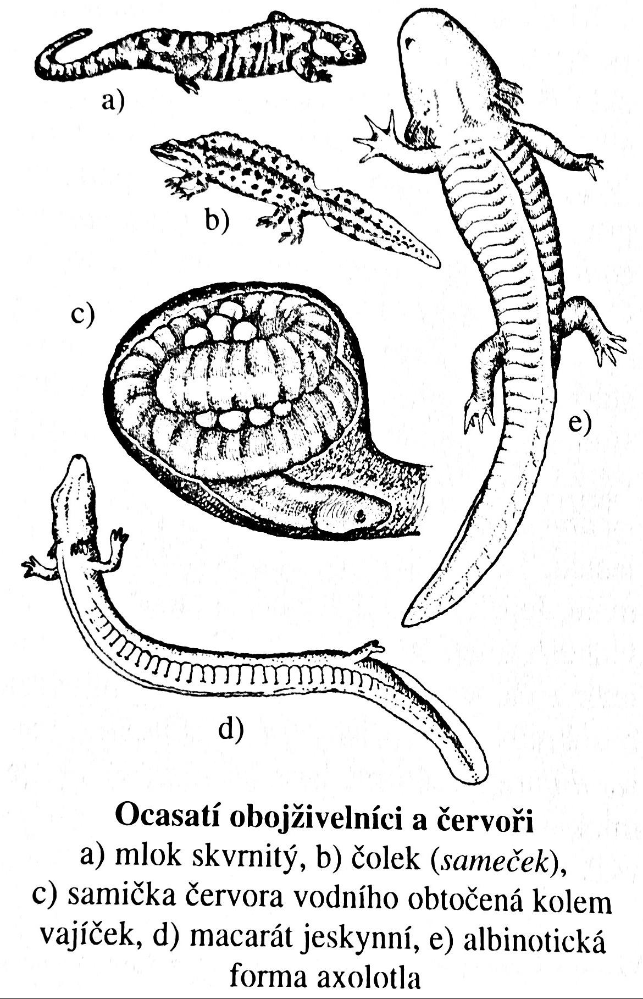 a)
b)
c)
e)
d)
Ocasatí obojživelníci a červoři
a) mlok skvrnitý, b) čolek (sameček),
c) samička červora vodního obtočená kolem
vajíček, d) macarát jeskynní, e) albinotická
forma axolotla